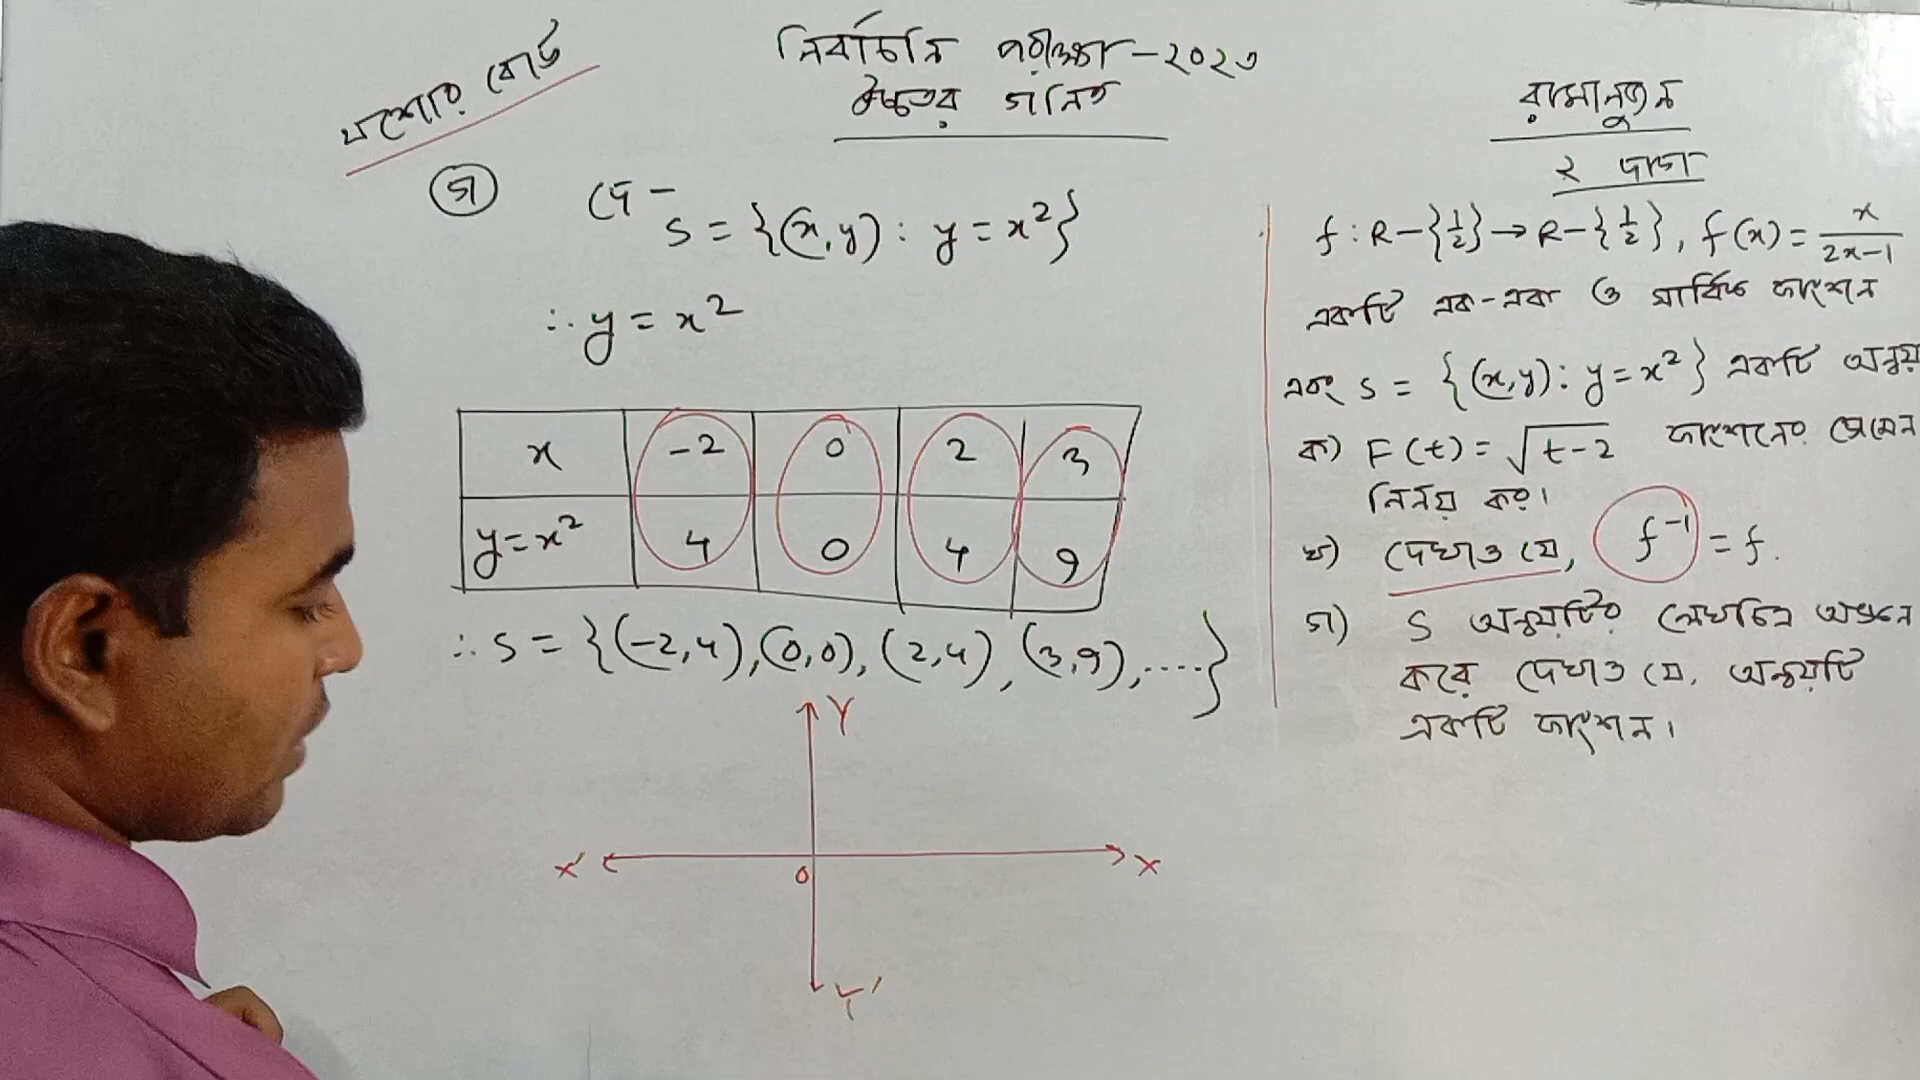 যশোর বোর্ড
নির্বাচনি পরীক্ষা-২০২৩
উচ্চতর গনিত
গ
দে-
S = {(x,y): y = x²}
∴ y = x²
x -2 0 2 3
y=x² 4 0 4 9
∴ S = {(-2,4), (0,0), (2,4), (3,9),.....}
Y
X' O X
Y'
রামানুজন
২ দাগ
f : R-{½}→R-{½}, f(x) = x/(2x-1)
একটি এক-এক ও সার্বিক ফাংশন
এবং S = {(x,y): y=x²} একটি অন্বয়
ক) F(t) = √(t-2) ফাংশনের ডোমেন
নির্ণয় কর।
খ) দেখাও যে, f⁻¹ = f.
গ) S অন্বয়টির লেখচিত্র অঙ্কন
করে দেখাও যে, অন্বয়টি
একটি ফাংশন।